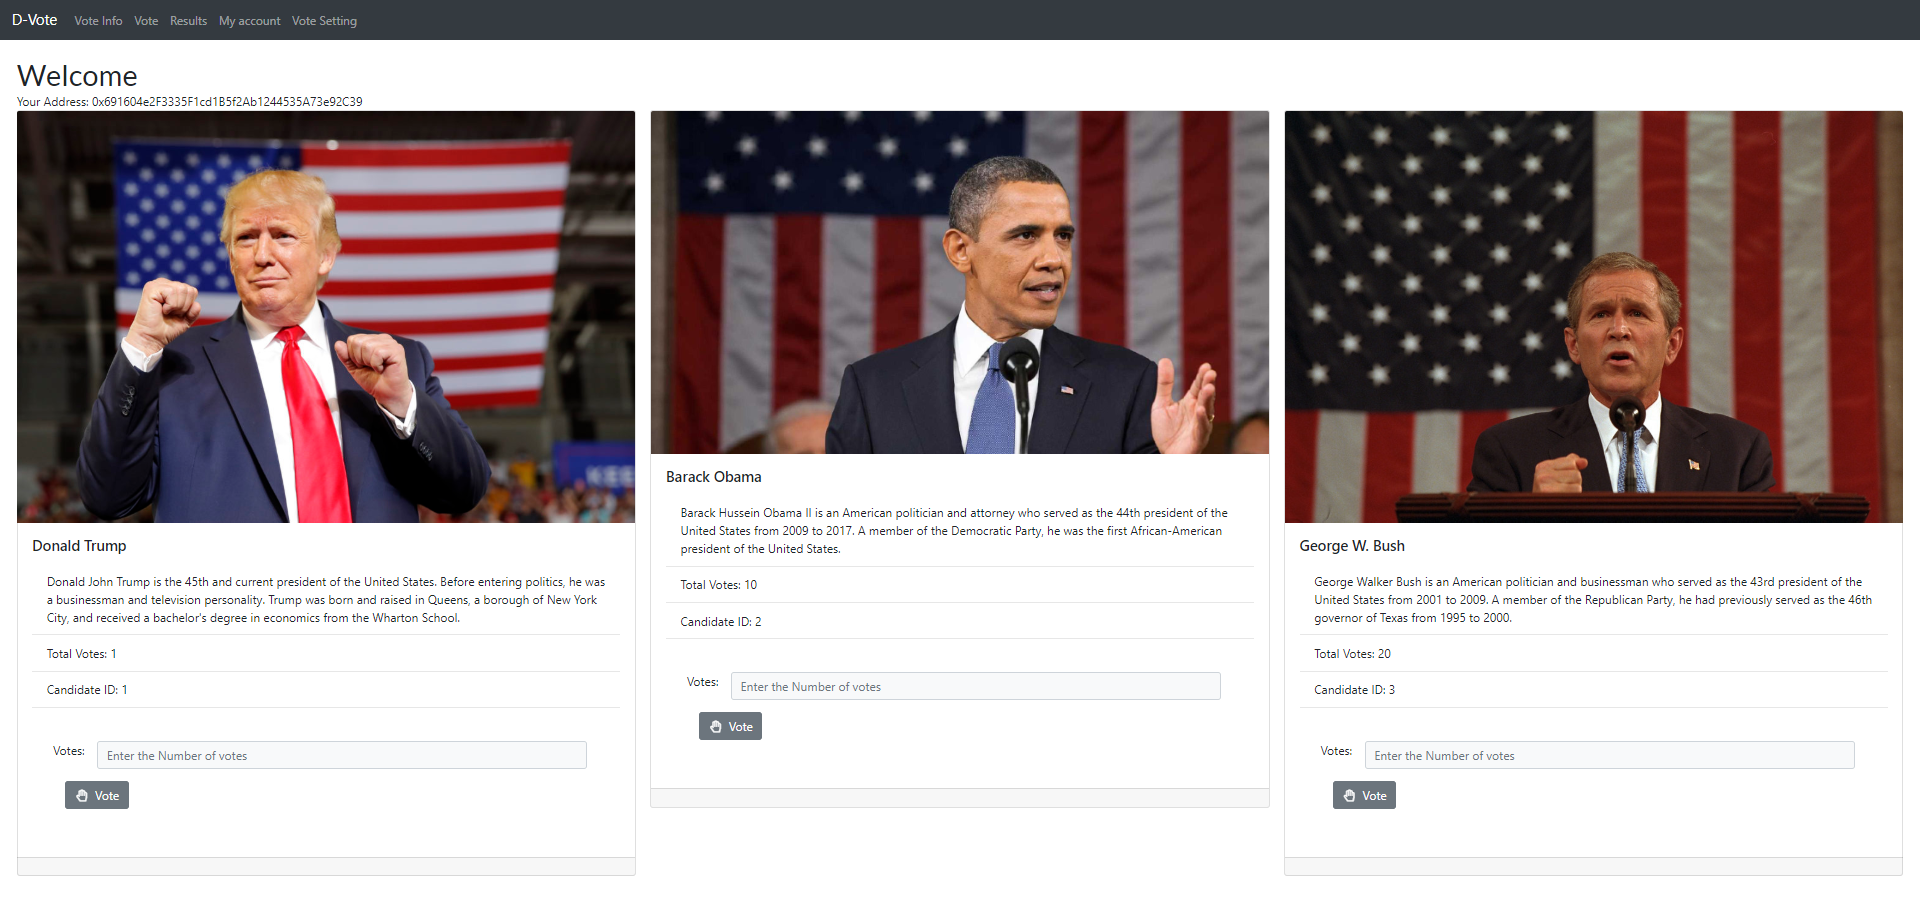 D-Vote Vote Info Vote Results My account Vote Setting
Welcome
Your Address: 0x691604e2F3335F1cd1B5f2Ab1244535A73e92C39
KEE
Donald Trump
Donald John Trump is the 45th and current president of the United States. Before entering politics, he was
a businessman and television personality. Trump was born and raised in Queens, a borough of New York
City, and received a bachelor's degree in economics from the Wharton School.
Total Votes: 1
Candidate ID: 1
Votes: Enter the Number of votes
Vote
Barack Obama
Barack Hussein Obama II is an American politician and attorney who served as the 44th president of the
United States from 2009 to 2017. A member of the Democratic Party, he was the first African-American
president of the United States.
Total Votes: 10
Candidate ID: 2
Votes: Enter the Number of votes
Vote
George W. Bush
George Walker Bush is an American politician and businessman who served as the 43rd president of the
United States from 2001 to 2009. A member of the Republican Party, he had previously served as the 46th
governor of Texas from 1995 to 2000.
Total Votes: 20
Candidate ID: 3
Votes: Enter the Number of votes
Vote